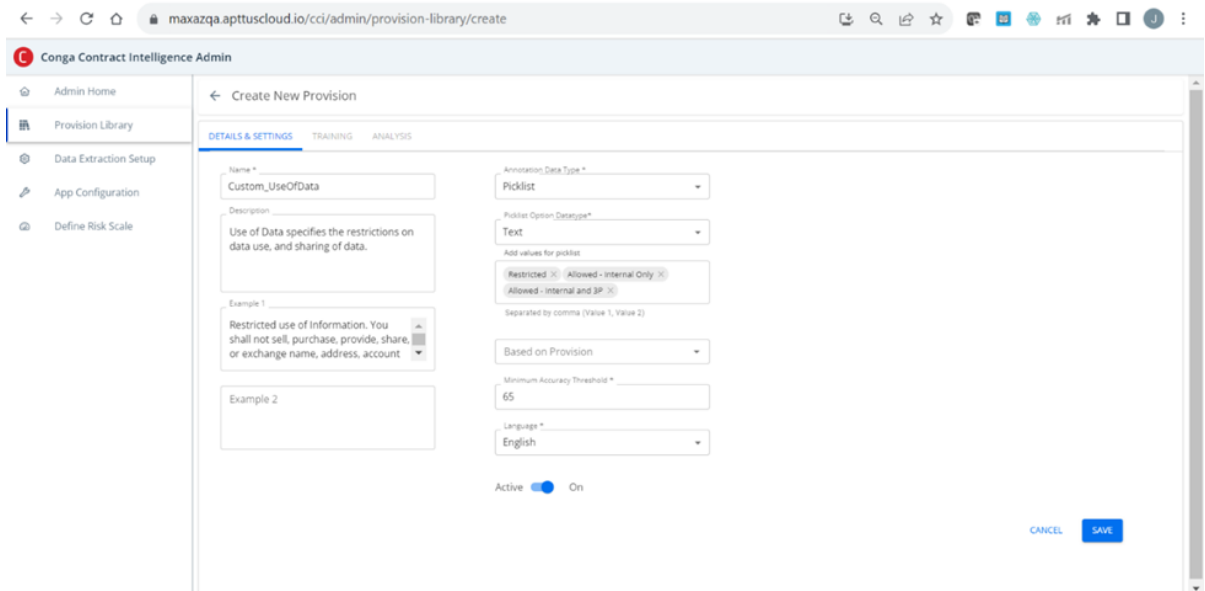 maxazqa.apttuscloud.io/cci/admin/provision-library/create
J
C
Conga Contract Intelligence Admin
Admin Home
Provision Library
Data Extraction Setup
App Configuration
Define Risk Scale
Create New Provision
DETAILS & SETTINGS
TRAINING
ANALYSIS
Name *
Custom_UseOfData
Description
Use of Data specifies the restrictions on
data use, and sharing of data.
Example 1
Restricted use of Information. You
shall not sell, purchase, provide, share,
or exchange name, address, account
Example 2
Annotation Data Type *
Picklist
Picklist Option Datatype*
Text
Add values for picklist
Restricted × Allowed - Internal Only ×
Allowed - internal and 3P ×
Separated by comma (Value 1, Value 2)
Based on Provision
Minimum Accuracy Threshold *
65
Language *
English
Active On
CANCEL
SAVE